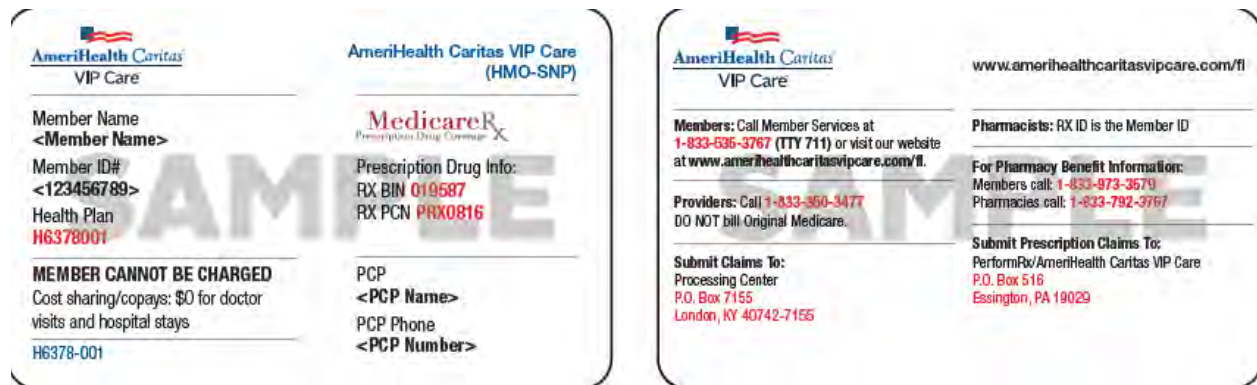 AmeriHealth Caritas
VIP Care
AmeriHealth Caritas VIP Care
(HMO-SNP)
Member Name
<Member Name>
Member ID#
<123456789>
Health Plan
H6378001
MedicareRx
Prescription Drug Coverage
Prescription Drug Info:
RX BIN 019587
RX PCN PRX0816
MEMBER CANNOT BE CHARGED
Cost sharing/copays: $0 for doctor
visits and hospital stays
H6378-001
PCP
<PCP Name>
PCP Phone
<PCP Number>
SAMPLE
AmeriHealth Caritas
VIP Care
www.amerihealthcaritasvipcare.com/fl
Members: Call Member Services at
1-833-535-3767 (TTY 711) or visit our website
at www.amerihealthcaritasvipcare.com/fl.
Providers: Call 1-833-350-3477
DO NOT bill Original Medicare.
Submit Claims To:
Processing Center
P.O. Box 7155
London, KY 40742-7155
Pharmacists: RX ID is the Member ID
For Pharmacy Benefit Information:
Members call: 1-833-973-3579
Pharmacies call: 1-833-792-3767
Submit Prescription Claims To:
PerformRx/AmeriHealth Caritas VIP Care
P.O. Box 516
Essington, PA 19029
SAMPLE